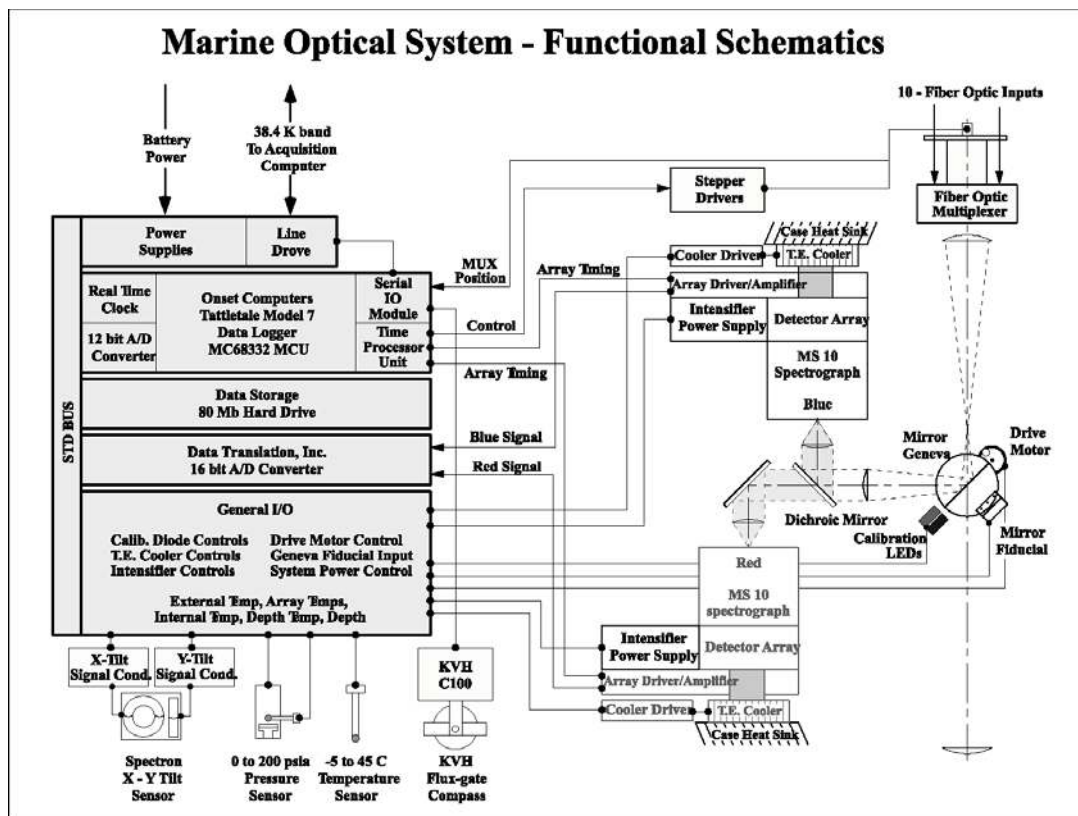 Marine Optical System - Functional Schematics
10 - Fiber Optic Inputs
Battery
Power
38.4 K band
To Acquisition
Computer
Stepper
Drivers
Fiber Optic
Multiplexer
Power
Supplies
Line
Drove
Case Heat Sink
Cooler Driver
T.E. Cooler
MUX
Position
Array Timing
Array Driver/Amplifier
Real Time
Clock
12 bit A/D
Converter
Onset Computers
Tattletale Model 7
Data Logger
MC68332 MCU
Serial
IO
Module
Time
Processor
Unit
Control
Array Timing
Intensifier
Power Supply
Detector Array
MS 10
Spectrograph
Blue
STD BUS
Data Storage
80 Mb Hard Drive
Data Translation, Inc.
16 bit A/D Converter
Blue Signal
Red Signal
Mirror
Geneva
Drive
Motor
Dichroic Mirror
Calibration
LEDs
Mirror
Fiducial
General I/O
Calib. Diode Controls
T.E. Cooler Controls
Intensifier Controls
Drive Motor Control
Geneva Fiducial Input
System Power Control
External Tmp, Array Tmps,
Internal Tmp, Depth Tmp, Depth
Red
MS 10
spectrograph
Intensifier
Power Supply
Detector Array
Array Driver/Amplifier
Cooler Driver
T.E. Cooler
Case Heat Sink
X-Tilt
Signal Cond.
Y-Tilt
Signal Cond.
KVH
C100
Spectron
X - Y Tilt
Sensor
0 to 200 psia
Pressure
Sensor
-5 to 45 C
Temperature
Sensor
KVH
Flux-gate
Compass